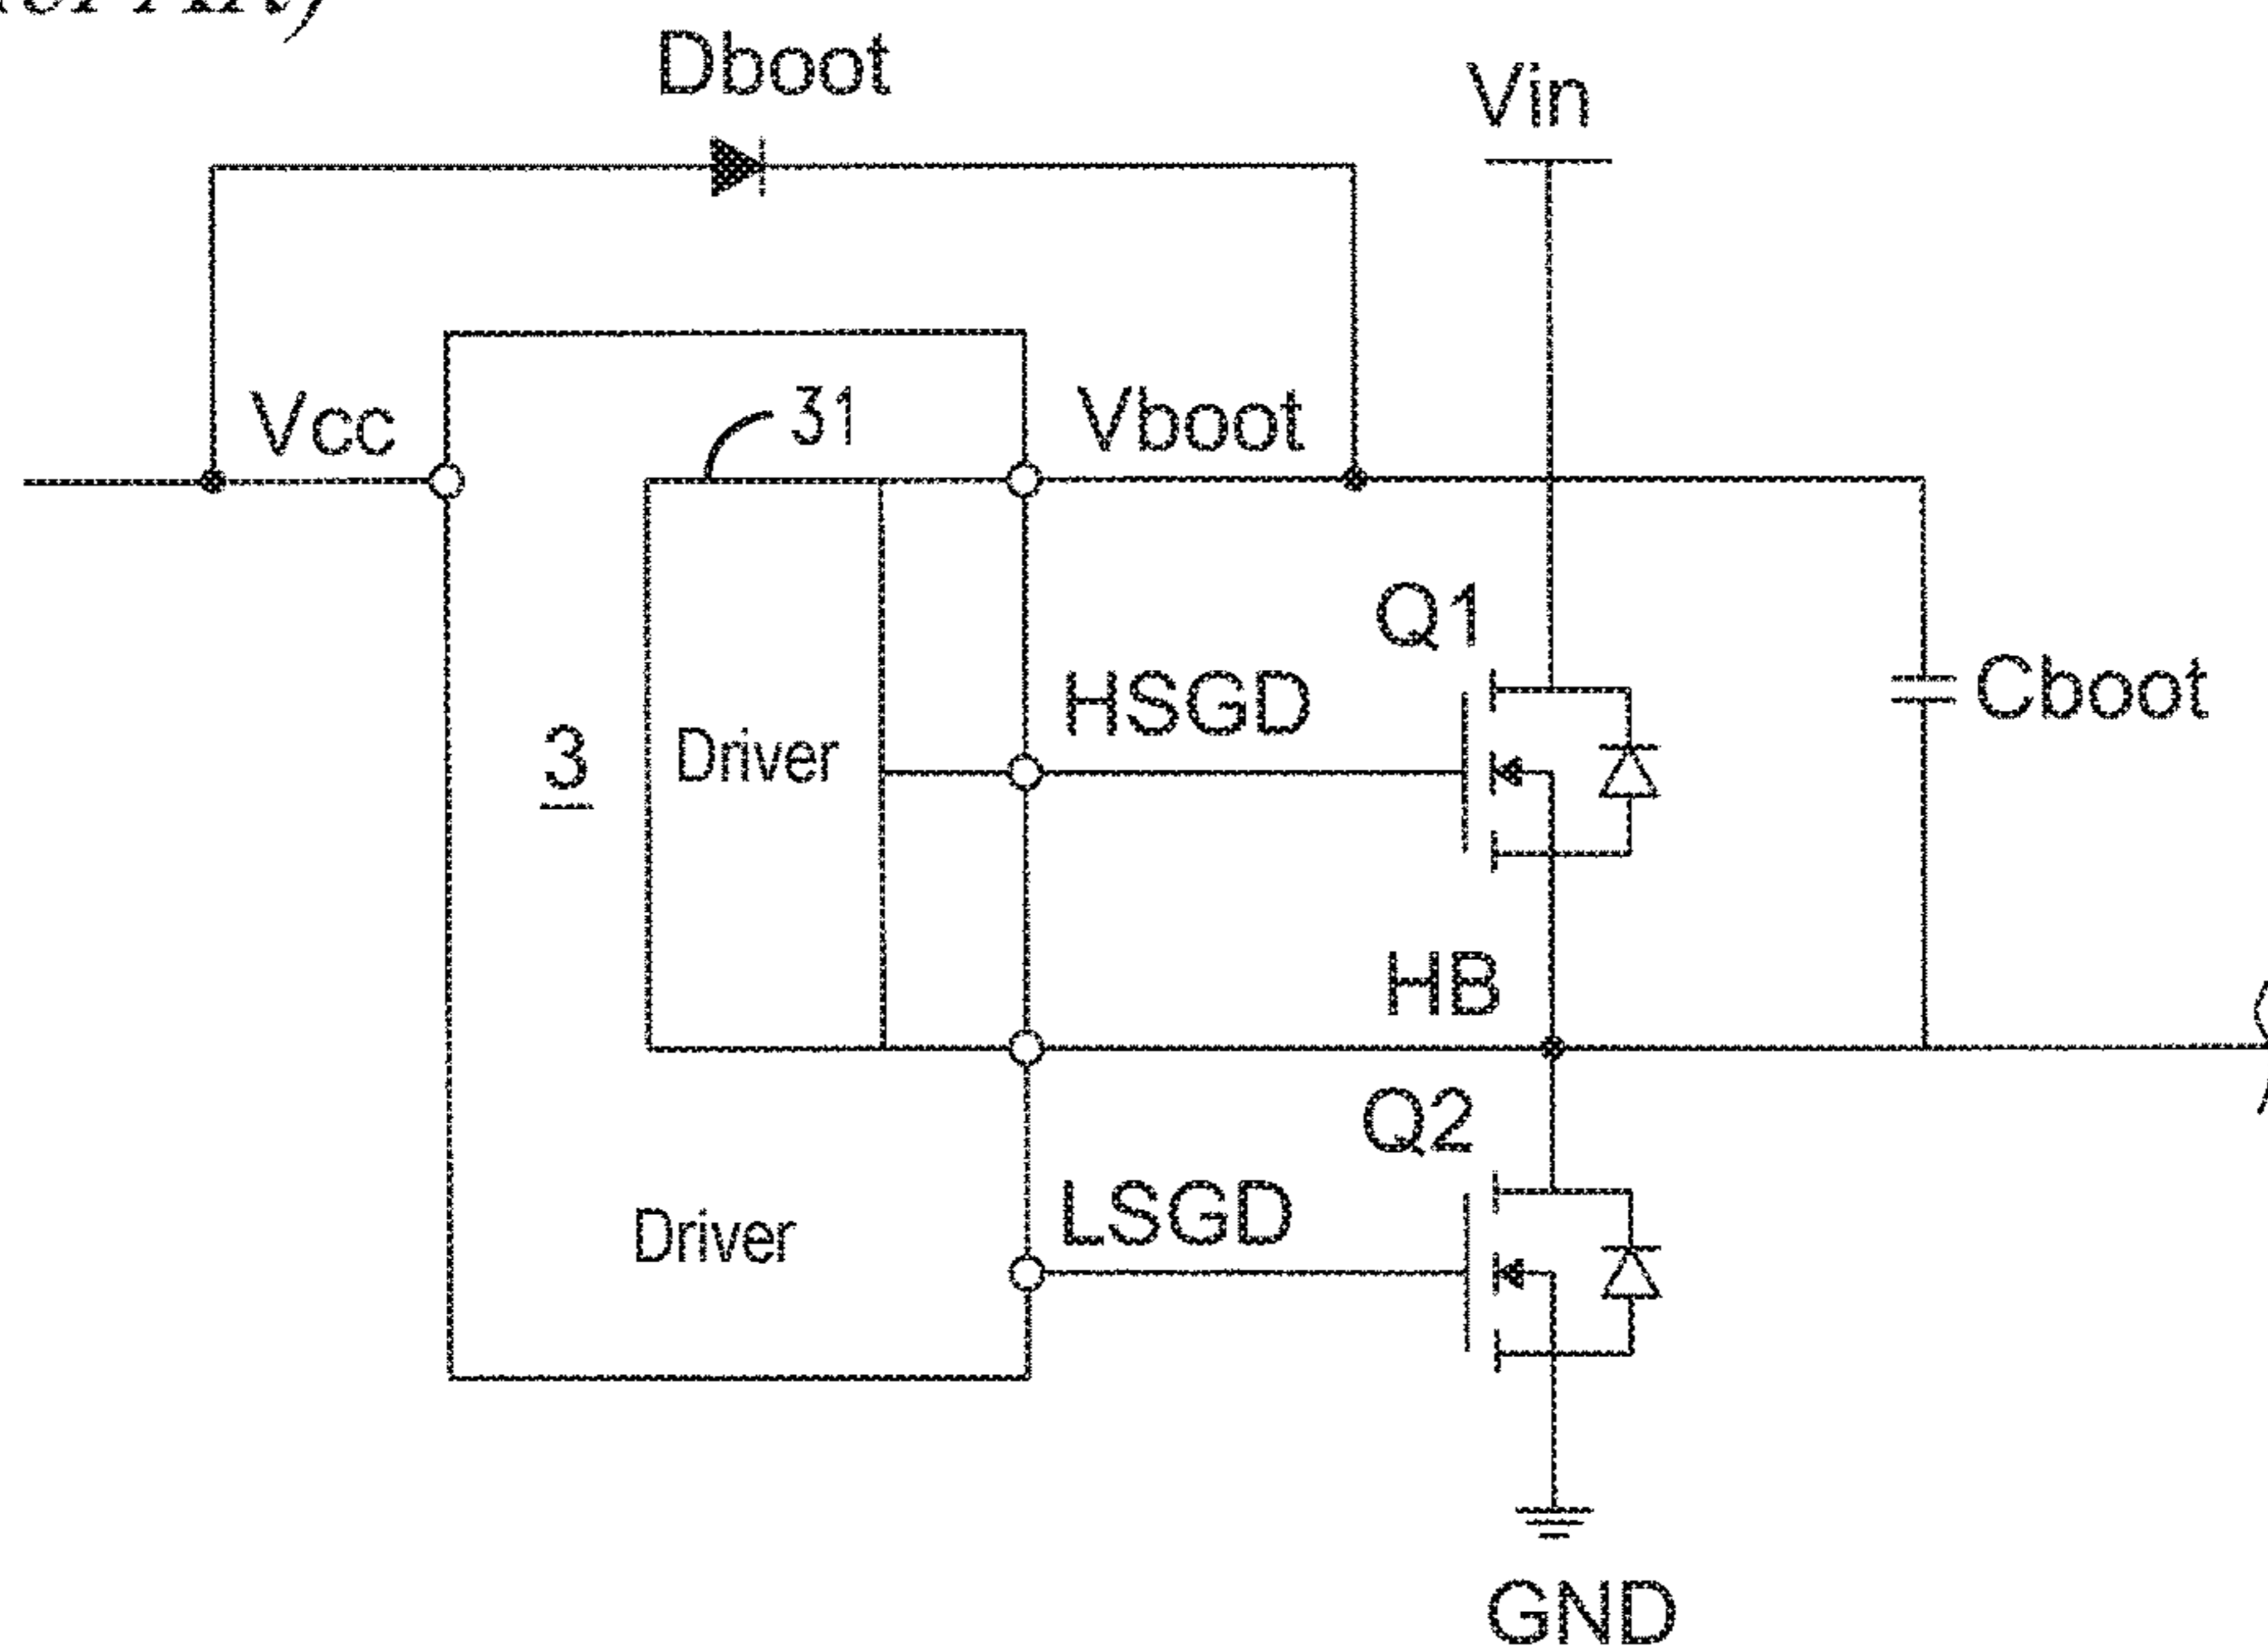 Dboot
Vin
Vcc
31
Vboot
Q1
HSGD
Cboot
3
Driver
HB
Q2
LSGD
Driver
GND